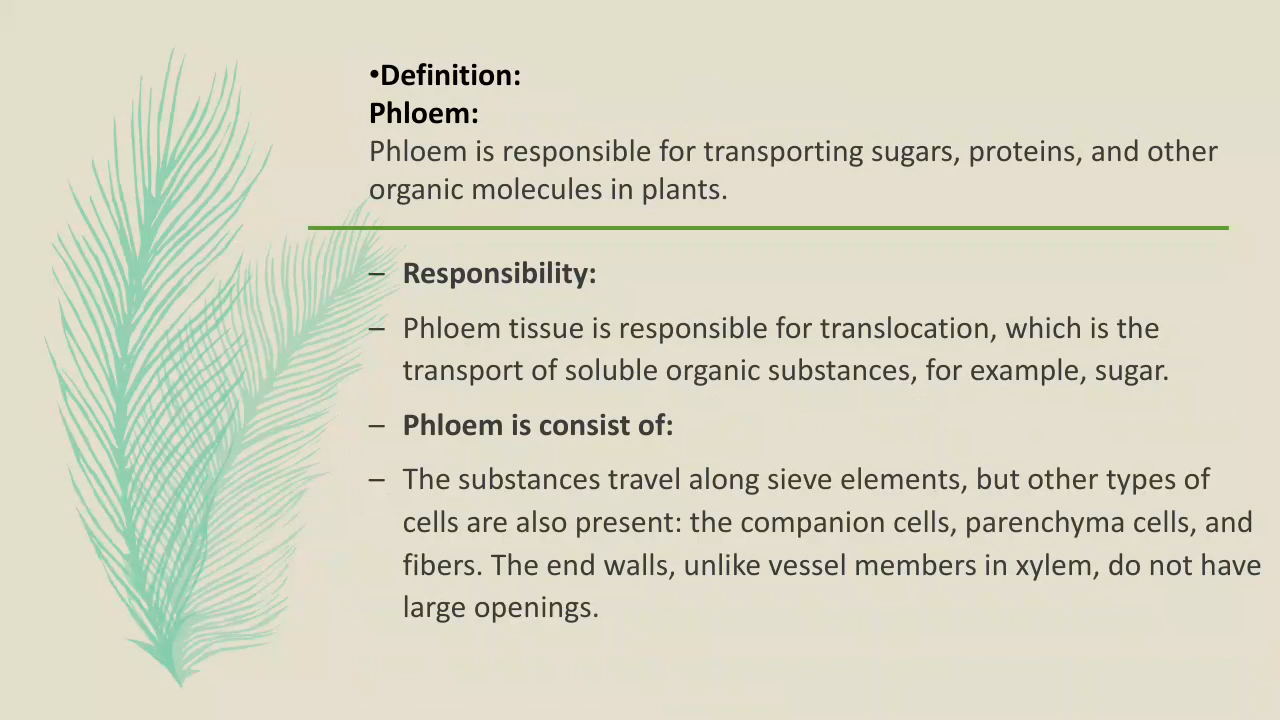 •Definition:
Phloem:
Phloem is responsible for transporting sugars, proteins, and other
organic molecules in plants.
– Responsibility:
– Phloem tissue is responsible for translocation, which is the
transport of soluble organic substances, for example, sugar.
– Phloem is consist of:
– The substances travel along sieve elements, but other types of
cells are also present: the companion cells, parenchyma cells, and
fibers. The end walls, unlike vessel members in xylem, do not have
large openings.